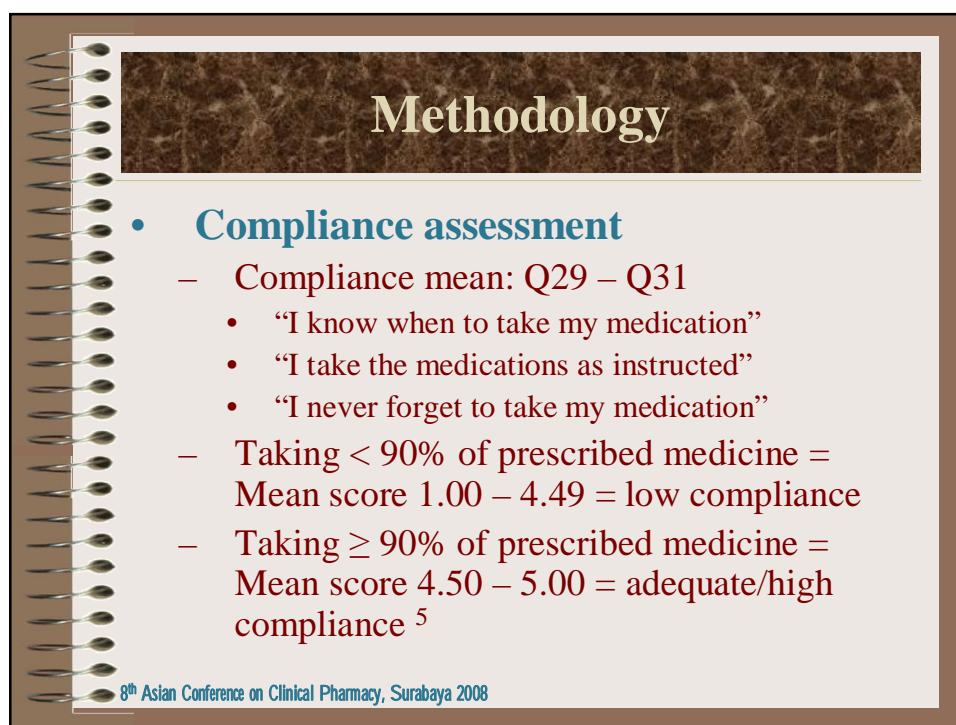 Methodology
• Compliance assessment
– Compliance mean: Q29 – Q31
• “I know when to take my medication”
• “I take the medications as instructed”
• “I never forget to take my medication”
– Taking < 90% of prescribed medicine =
Mean score 1.00 – 4.49 = low compliance
– Taking ≥ 90% of prescribed medicine =
Mean score 4.50 – 5.00 = adequate/high
compliance 5
8th Asian Conference on Clinical Pharmacy, Surabaya 2008